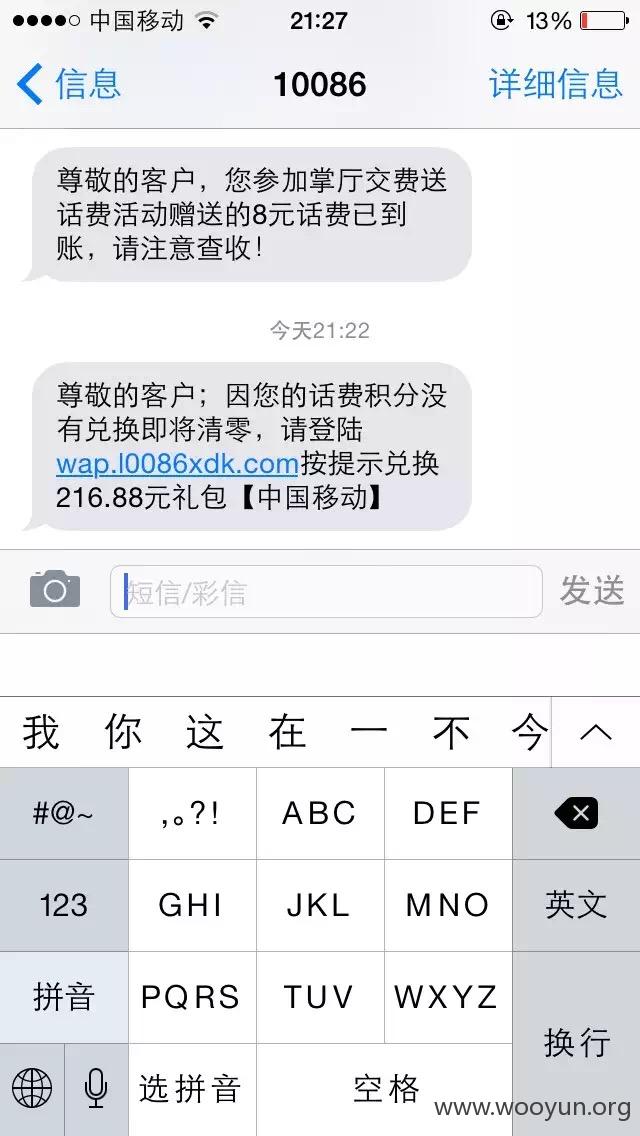 中国移动 21:27 13%
信息 10086 详细信息
尊敬的客户，您参加掌厅交费送
话费活动赠送的8元话费已到
账，请注意查收！
今天21:22
尊敬的客户；因您的话费积分没
有兑换即将清零，请登陆
wap.l0086xdk.com按提示兑换
216.88元礼包【中国移动】
短信/彩信 发送
我 你 这 在 一 不 今
#@~ ,。?! ABC DEF
123 GHI JKL MNO 英文
拼音 PQRS TUV WXYZ
换行
选拼音 空格
www.wooyun.org